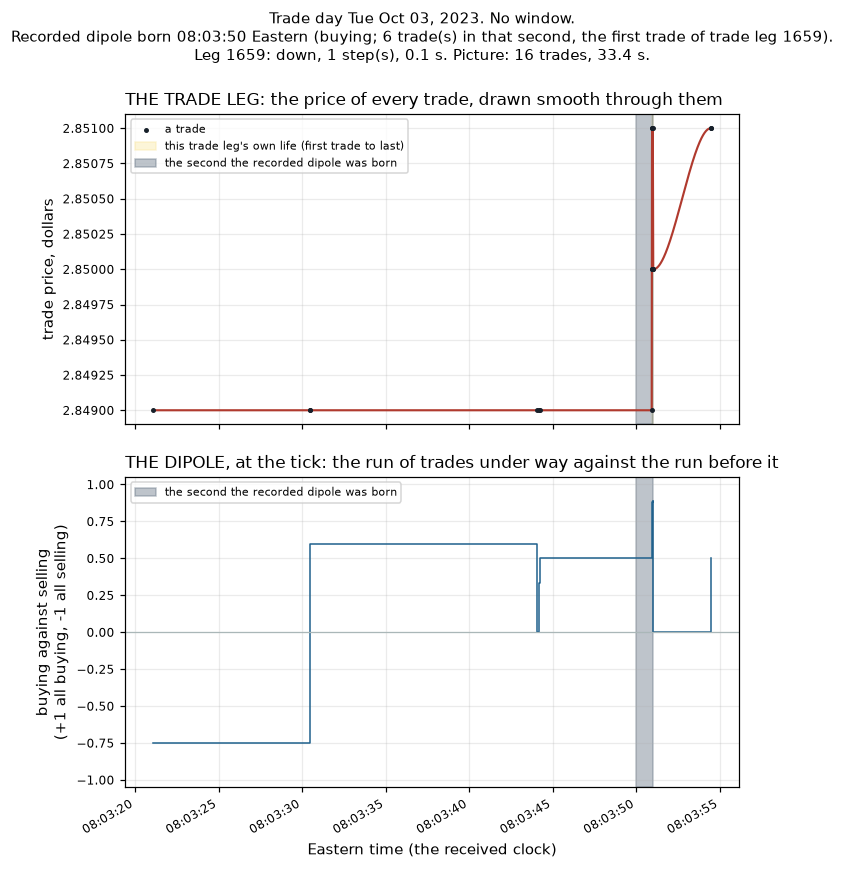 Trade day Tue Oct 03, 2023. No window.
Recorded dipole born 08:03:50 Eastern (buying; 6 trade(s) in that second, the first trade of trade leg 1659).
Leg 1659: down, 1 step(s), 0.1 s. Picture: 16 trades, 33.4 s.
THE TRADE LEG: the price of every trade, drawn smooth through them
a trade
this trade leg's own life (first trade to last)
the second the recorded dipole was born
trade price, dollars
2.85100
2.85075
2.85050
2.85025
2.85000
2.84975
2.84950
2.84925
2.84900
THE DIPOLE, at the tick: the run of trades under way against the run before it
the second the recorded dipole was born
buying against selling
(+1 all buying, -1 all selling)
1.00
0.75
0.50
0.25
0.00
−0.25
−0.50
−0.75
−1.00
08:03:20
08:03:25
08:03:30
08:03:35
08:03:40
08:03:45
08:03:50
08:03:55
Eastern time (the received clock)